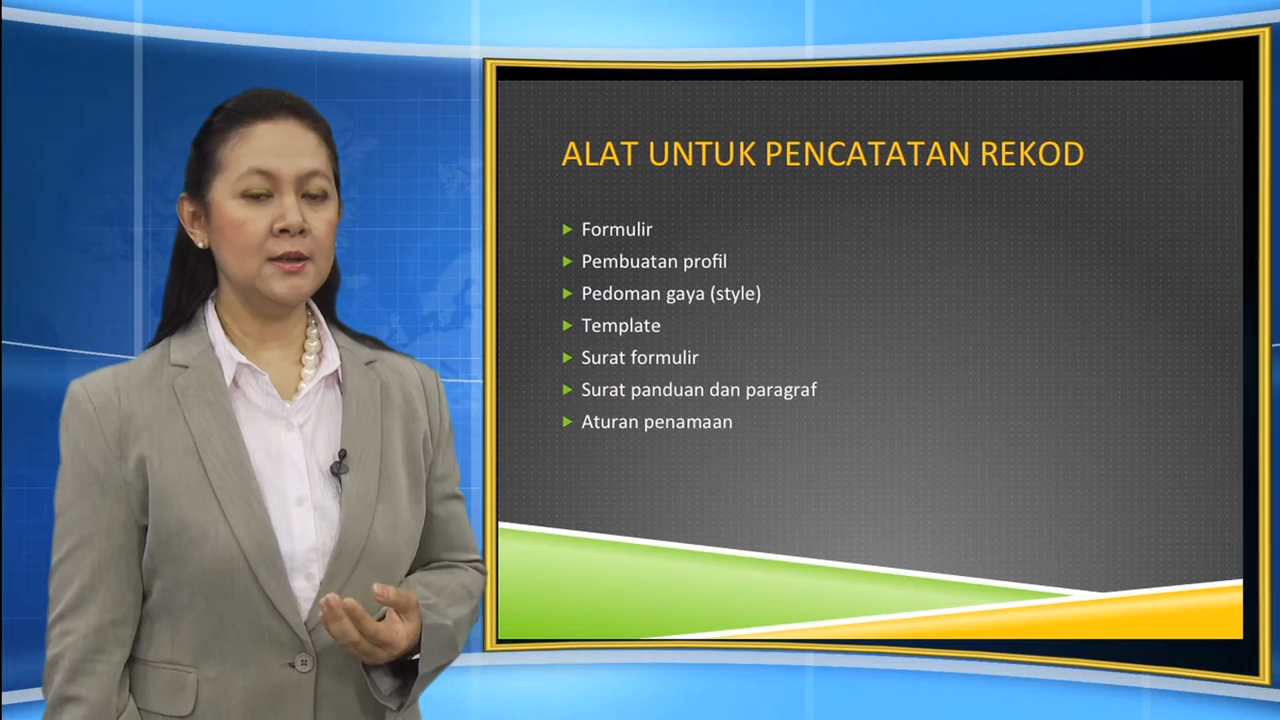 ALAT UNTUK PENCATATAN REKOD
Formulir
Pembuatan profil
Pedoman gaya (style)
Template
Surat formulir
Surat panduan dan paragraf
Aturan penamaan